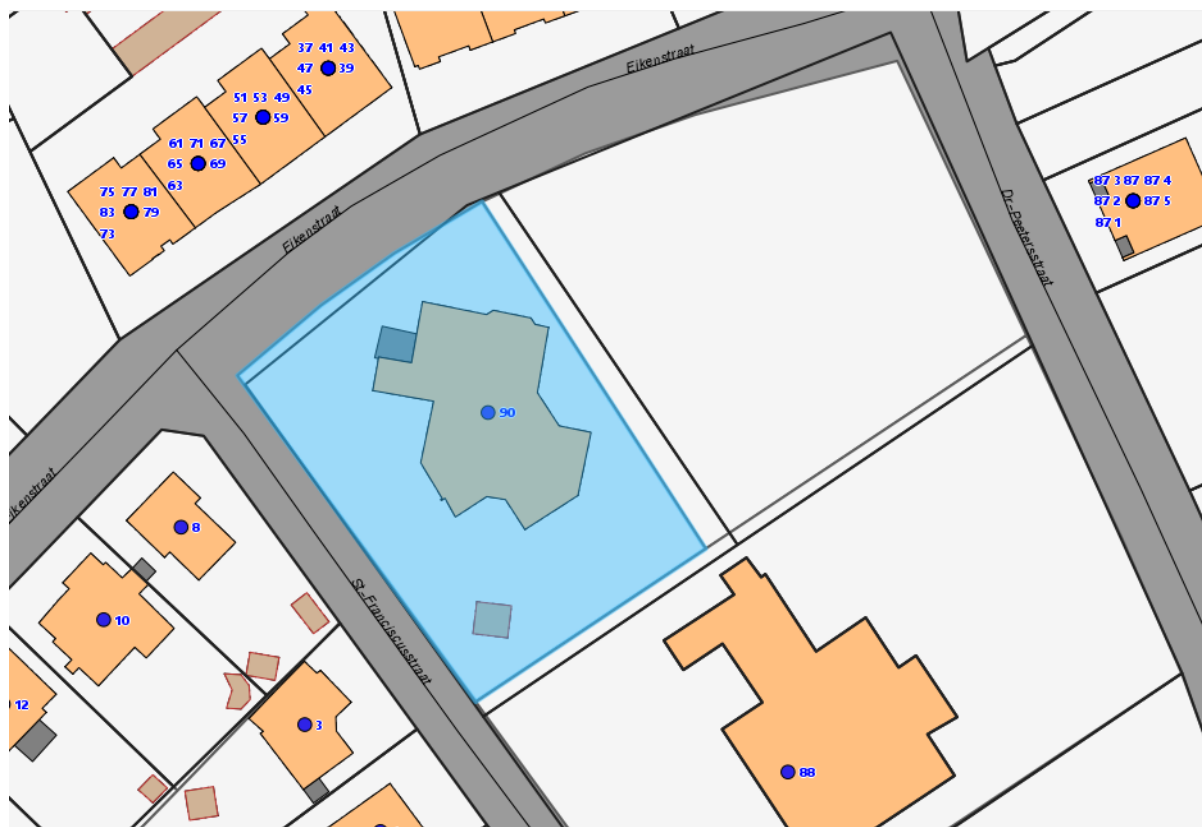 37 41 43
47 39
45
51 53 49
57 59
55
61 71 67
65 69
63
75 77 81
83 79
73
Eikenstraat
Eikenstraat
Dr-Peetersstraat
87 3 87 87 4
87 2 87 5
87 1
90
Eikenstraat
8
10
St-Franciscusstraat
12
3
88